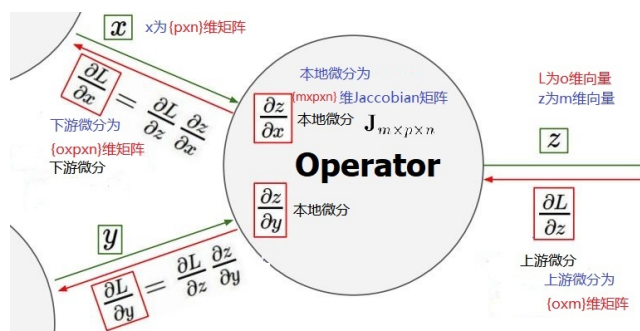 x
x为{pxn}维矩阵
∂L/∂x = ∂L/∂z ∂z/∂x
下游微分为
{oxpxn}维矩阵
下游微分
本地微分为
{mxpxn}维Jaccobian矩阵
∂z/∂x 本地微分 J m×p×n
Operator
∂z/∂y 本地微分
L为o维向量
z为m维向量
z
∂L/∂z
上游微分
上游微分为
{oxm}维矩阵
y
∂L/∂y = ∂L/∂z ∂z/∂y